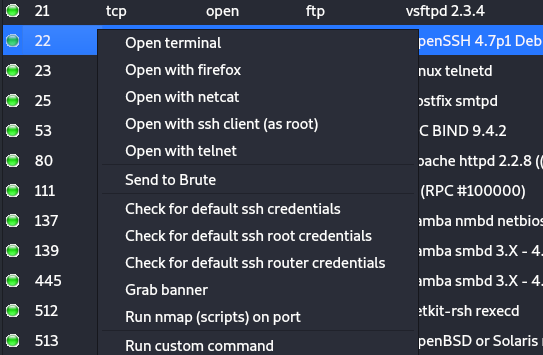 21 tcp open ftp vsftpd 2.3.4
22 penSSH 4.7p1 Deb
Open terminal
23 Open with firefox nux telnetd
25 Open with netcat stfix smtpd
Open with ssh client (as root)
53 C BIND 9.4.2
Open with telnet
80 pache httpd 2.2.8 ((
Send to Brute
111 (RPC #100000)
Check for default ssh credentials
137 amba nmbd netbios
Check for default ssh root credentials
139 amba smbd 3.X - 4.
Check for default ssh router credentials
445 amba smbd 3.X - 4.
Grab banner
512 etkit-rsh rexecd
Run nmap (scripts) on port
513 penBSD or Solaris
Run custom command